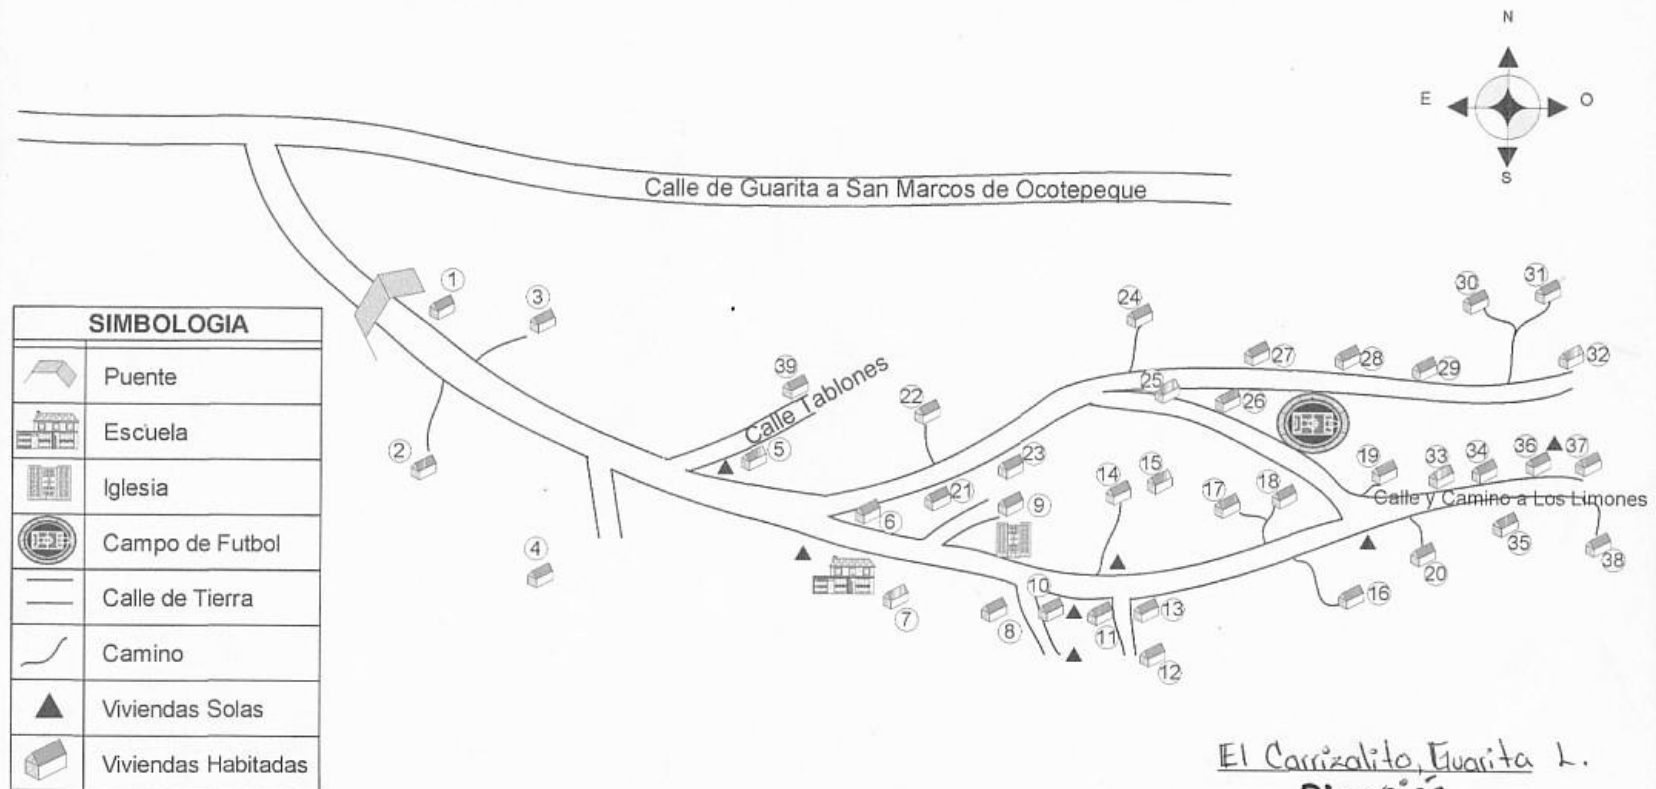 N
E
O
S
Calle de Guarita a San Marcos de Ocotepeque
1
3
24
30
31
39
Calle Tablones
27
28
29
32
25
26
22
2
5
23
21
6
9
14
15
17
18
19
33
34
36
37
Calle y Camino a Los Limones
35
38
20
16
4
7
8
10
11
13
12
SIMBOLOGIA
Puente
Escuela
Iglesia
Campo de Futbol
Calle de Tierra
Camino
Viviendas Solas
Viviendas Habitadas
El Carrizalito, Guarita L.